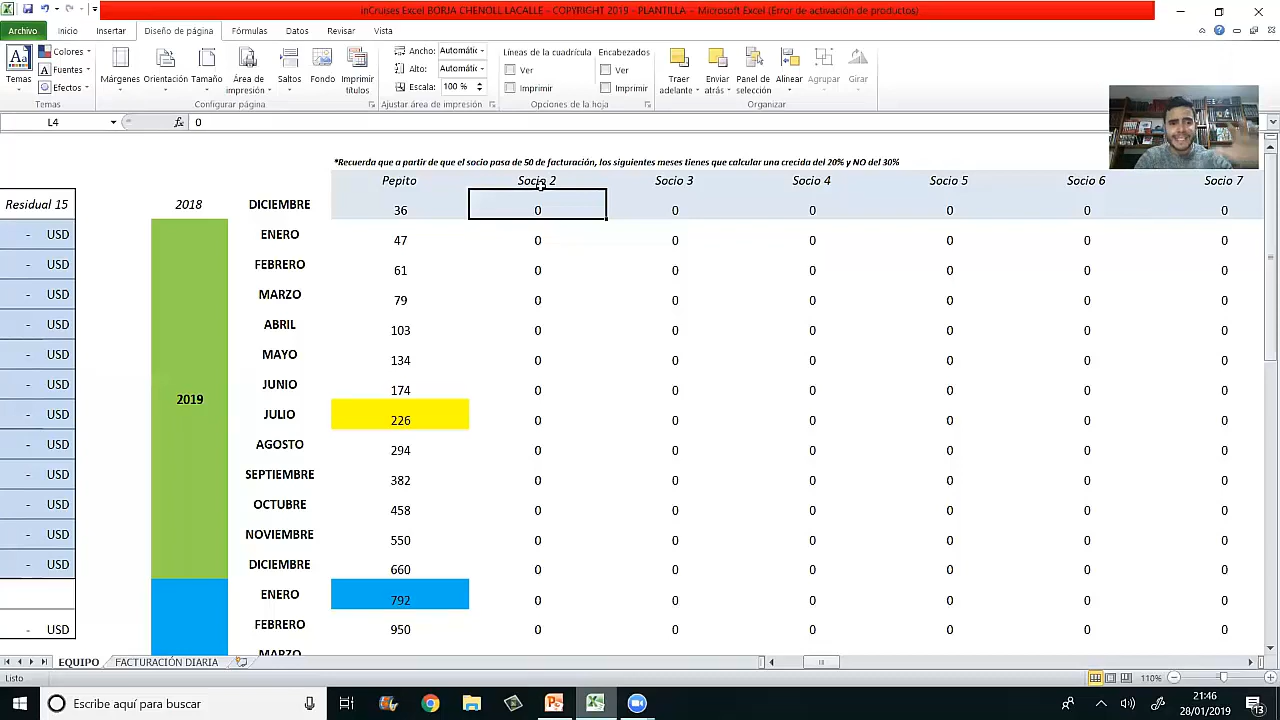 inCruises Excel BORJA CHENOLL LACALLE - COPYRIGHT 2019 - PLANTILLA - Microsoft Excel (Error de activación de productos)
Archivo Inicio Insertar Diseño de página Fórmulas Datos Revisar Vista
Temas Colores Fuentes Efectos
Márgenes Orientación Tamaño Área de impresión Saltos Fondo Imprimir títulos
Ancho: Automátic
Alto: Automátic
Escala: 100 %
Líneas de la cuadrícula Encabezados
Ver Ver
Imprimir Imprimir
Traer adelante Enviar atrás Panel de selección Alinear Agrupar Girar
Temas Configurar página Ajustar área de impresión Opciones de la hoja Organizar
L4 fx 0
*Recuerda que a partir de que el socio pasa de 50 de facturación, los siguientes meses tienes que calcular una crecida del 20% y NO del 30%
Pepito Socio 2 Socio 3 Socio 4 Socio 5 Socio 6 Socio 7
Residual 15 2018 DICIEMBRE 36 0 0 0 0 0 0
- USD ENERO 47 0 0 0 0 0 0
- USD FEBRERO 61 0 0 0 0 0 0
- USD MARZO 79 0 0 0 0 0 0
- USD ABRIL 103 0 0 0 0 0 0
- USD MAYO 134 0 0 0 0 0 0
- USD JUNIO 174 0 0 0 0 0 0
2019
- USD JULIO 226 0 0 0 0 0 0
- USD AGOSTO 294 0 0 0 0 0 0
- USD SEPTIEMBRE 382 0 0 0 0 0 0
- USD OCTUBRE 458 0 0 0 0 0 0
- USD NOVIEMBRE 550 0 0 0 0 0 0
- USD DICIEMBRE 660 0 0 0 0 0 0
ENERO 792 0 0 0 0 0 0
- USD FEBRERO 950 0 0 0 0 0 0
MARZO
EQUIPO FACTURACIÓN DIARIA
Listo 110%
Escribe aquí para buscar
21:46
28/01/2019